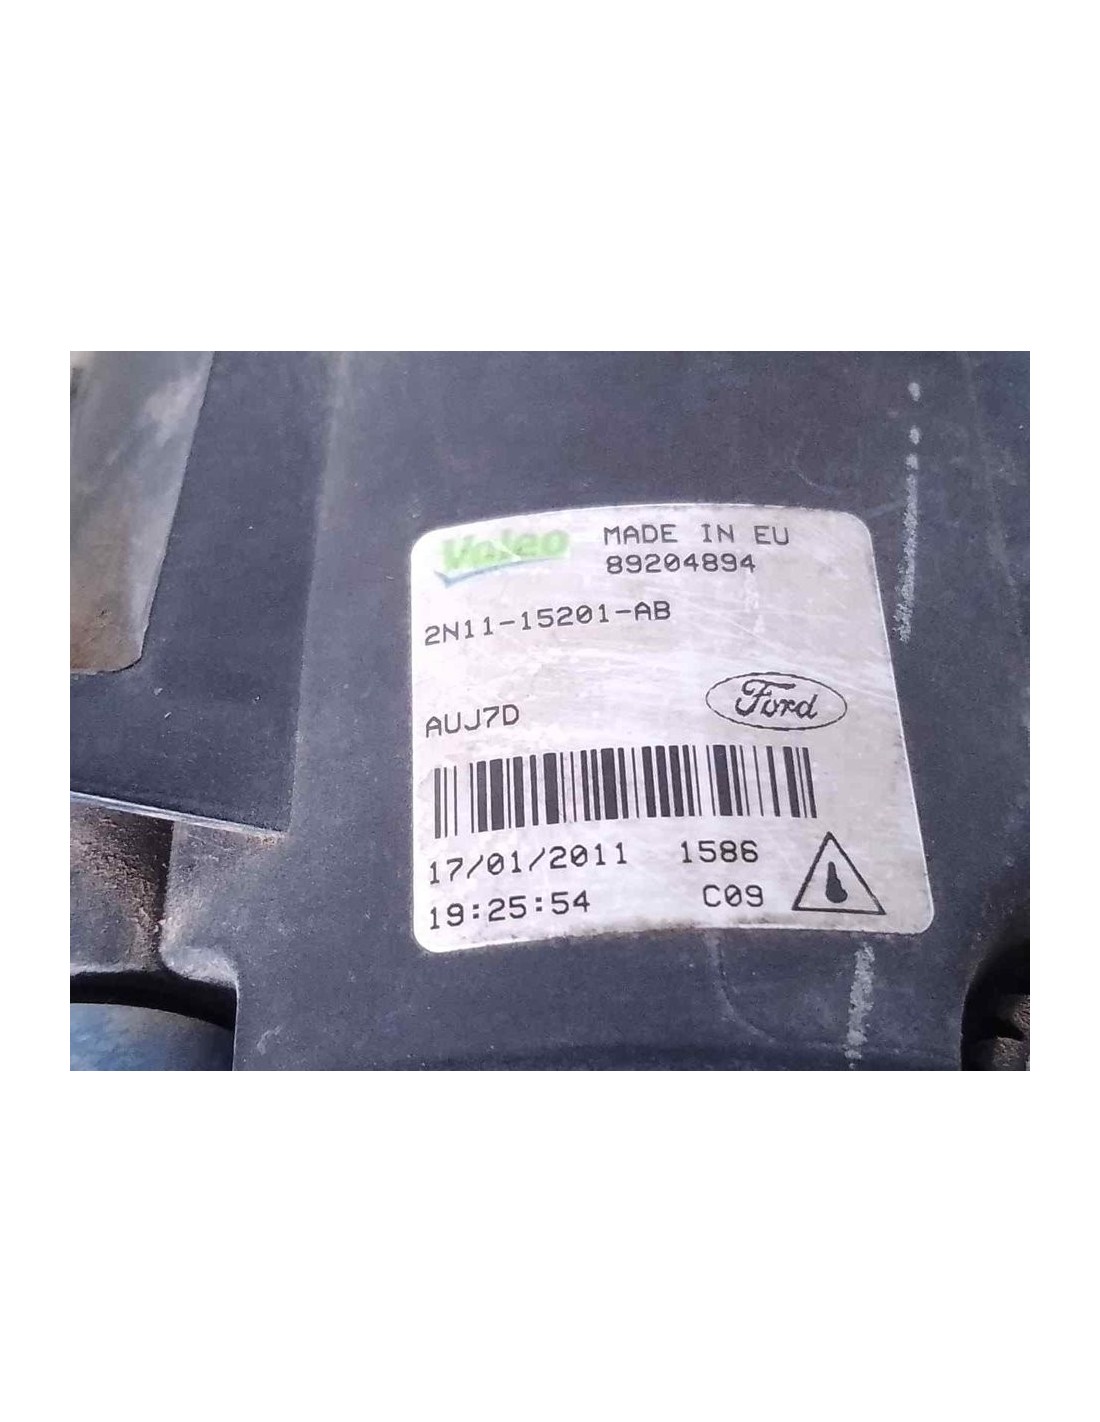 Valeo MADE IN EU
89204894
2N11-15201-AB
AUJ7D
Ford
17/01/2011 1586
19:25:54 C09